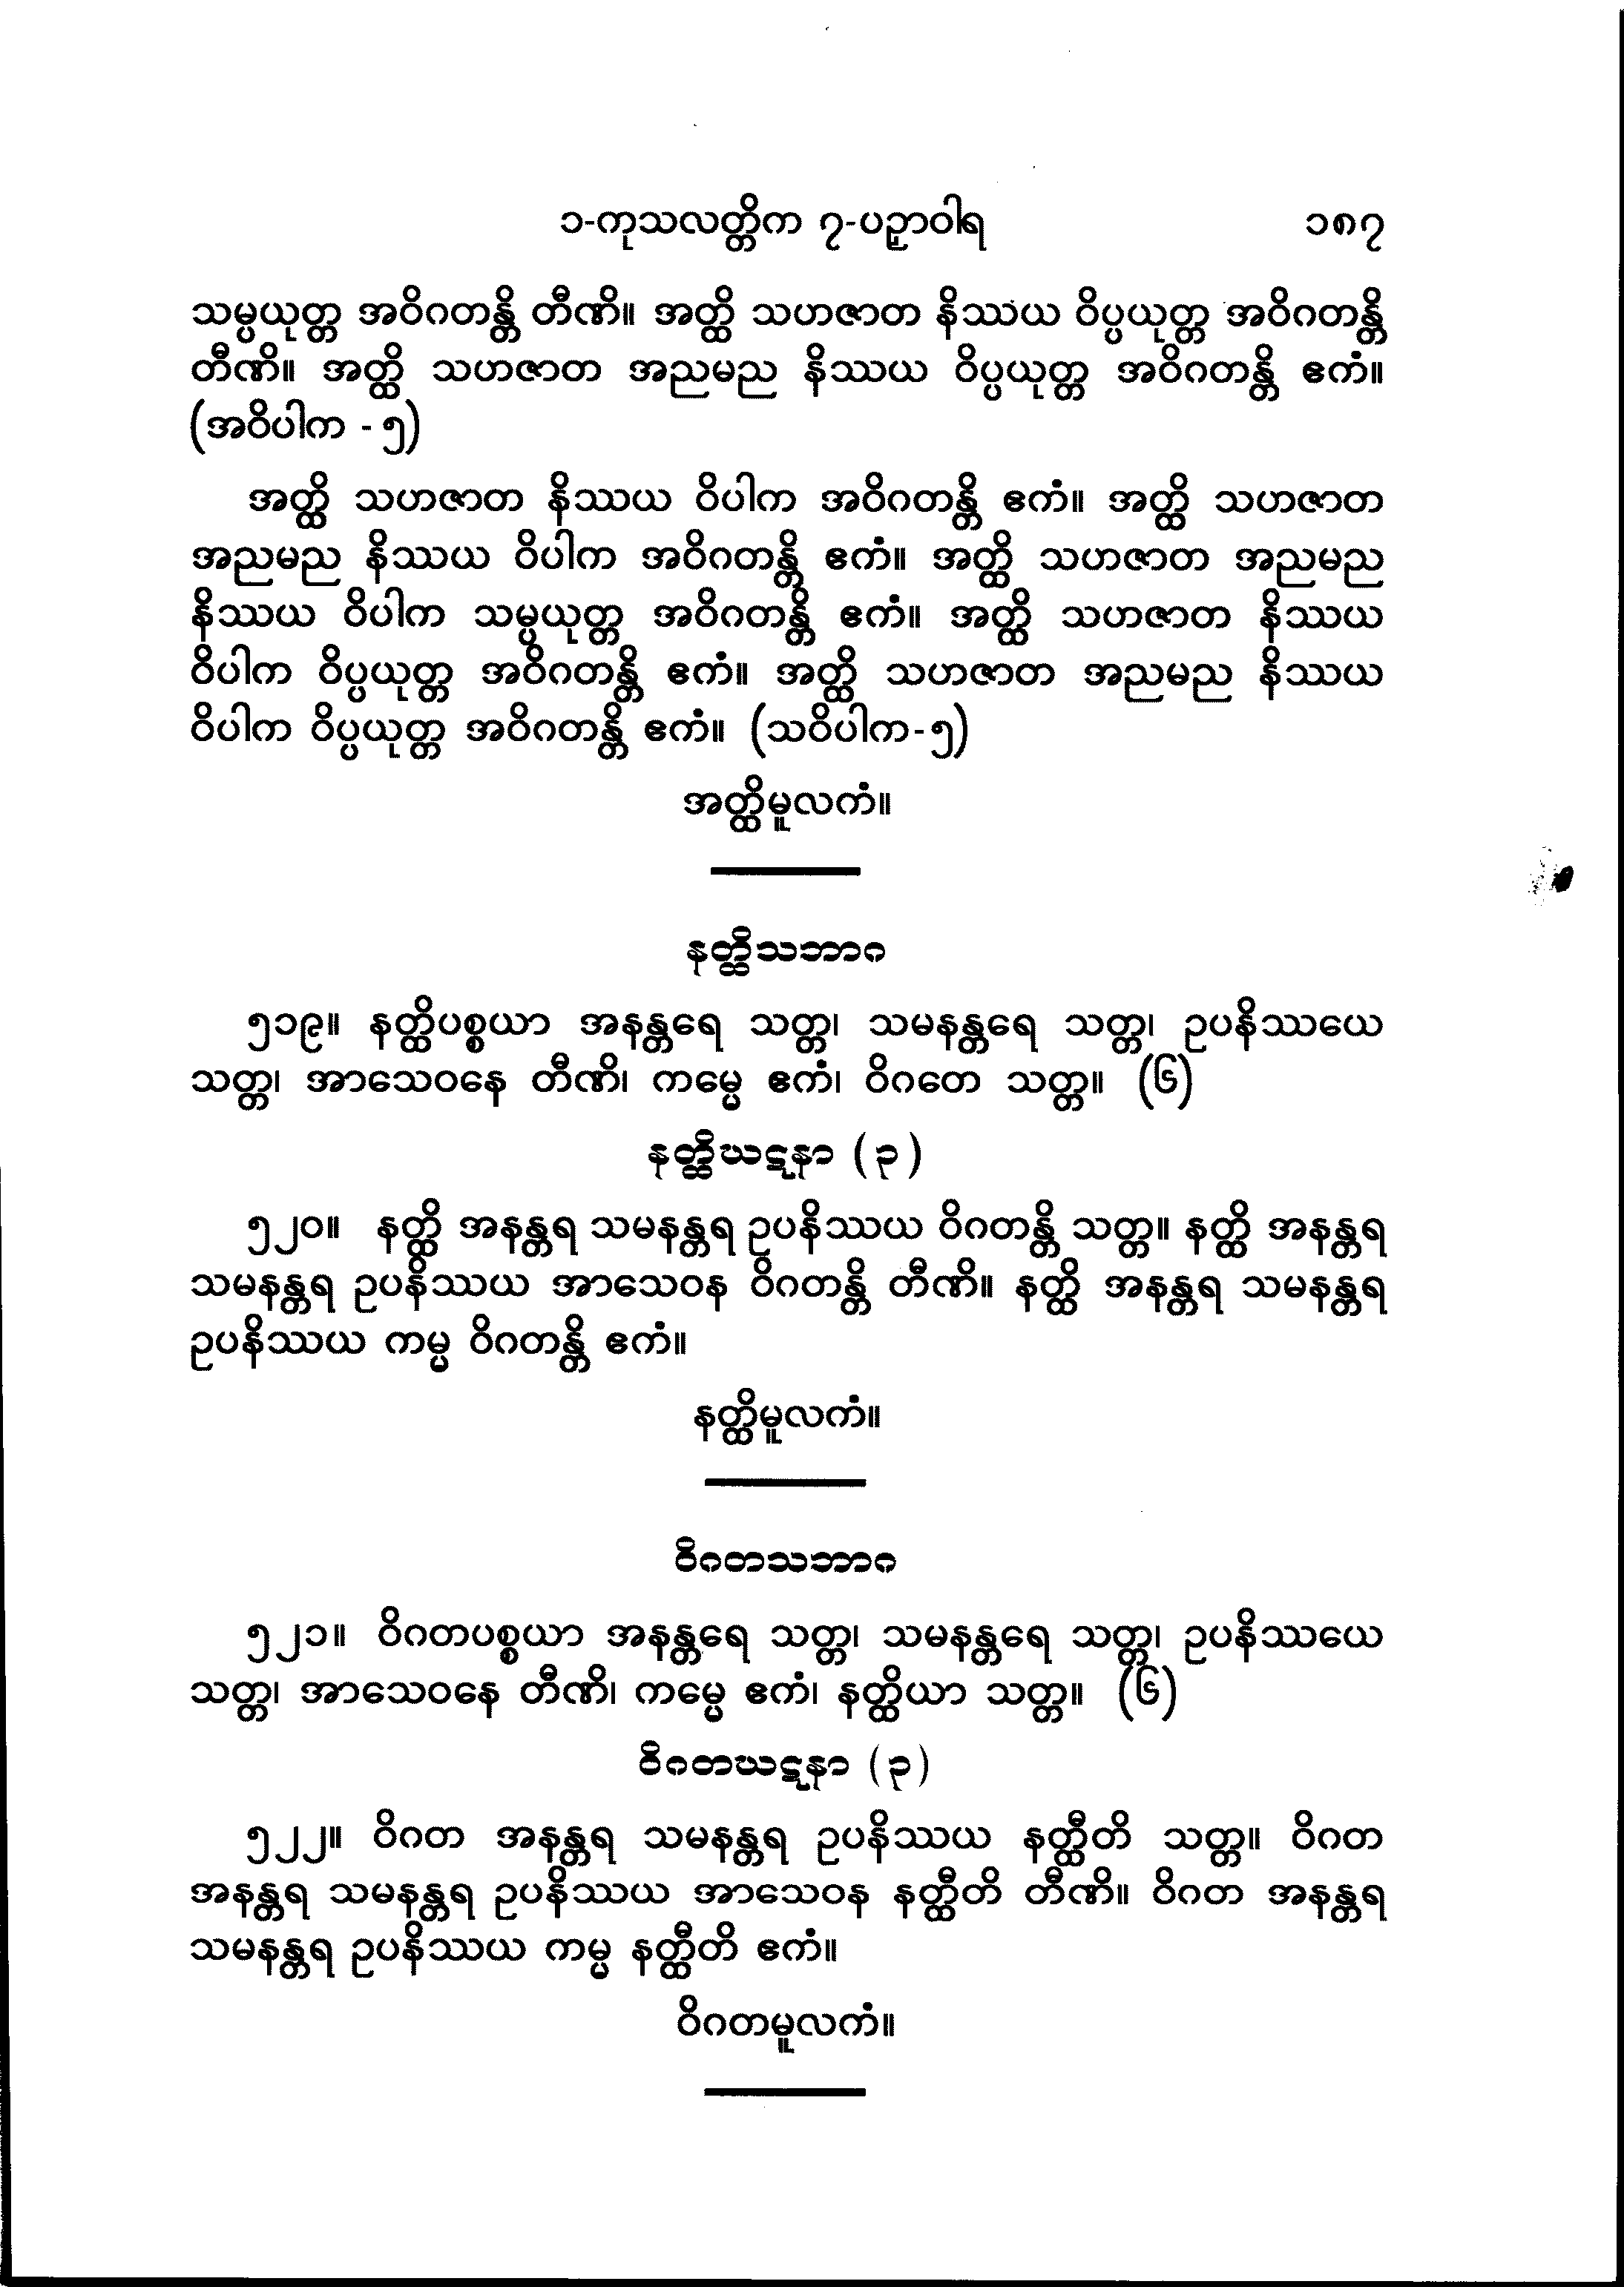 ၁-ကုသလတ္တိက ၇-ပဉှာဝါရ ၁၈၇
သမ္ပယုတ္တ အဝိဂတန္တိ တီဏိ။ အတ္ထိ သဟဇာတ နိဿယ ဝိပ္ပယုတ္တ အဝိဂတန္တိ
တီဏိ။ အတ္ထိ သဟဇာတ အညမည နိဿယ ဝိပ္ပယုတ္တ အဝိဂတန္တိ ဧကံ။
(အဝိပါက - ၅)
အတ္ထိ သဟဇာတ နိဿယ ဝိပါက အဝိဂတန္တိ ဧကံ။ အတ္ထိ သဟဇာတ
အညမည နိဿယ ဝိပါက အဝိဂတန္တိ ဧကံ။ အတ္ထိ သဟဇာတ အညမည
နိဿယ ဝိပါက သမ္ပယုတ္တ အဝိဂတန္တိ ဧကံ။ အတ္ထိ သဟဇာတ နိဿယ
ဝိပါက ဝိပ္ပယုတ္တ အဝိဂတန္တိ ဧကံ။ အတ္ထိ သဟဇာတ အညမည နိဿယ
ဝိပါက ဝိပ္ပယုတ္တ အဝိဂတန္တိ ဧကံ။ (သဝိပါက-၅)
အတ္ထိမူလကံ။
နတ္ထိသဘာဂ
၅၁၉။ နတ္ထိပစ္စယာ အနန္တရေ သတ္တ၊ သမနန္တရေ သတ္တ၊ ဥပနိဿယေ
သတ္တ၊ အာသေဝနေ တီဏိ၊ ကမ္မေ ဧကံ၊ ဝိဂတေ သတ္တ။ (၆)
နတ္ထိဃဋနာ (၃)
၅၂၀။ နတ္ထိ အနန္တရ သမနန္တရ ဥပနိဿယ ဝိဂတန္တိ သတ္တ။ နတ္ထိ အနန္တရ
သမနန္တရ ဥပနိဿယ အာသေဝန ဝိဂတန္တိ တီဏိ။ နတ္ထိ အနန္တရ သမနန္တရ
ဥပနိဿယ ကမ္မ ဝိဂတန္တိ ဧကံ။
နတ္ထိမူလကံ။
ဝိဂတသဘာဂ
၅၂၁။ ဝိဂတပစ္စယာ အနန္တရေ သတ္တ၊ သမနန္တရေ သတ္တ၊ ဥပနိဿယေ
သတ္တ၊ အာသေဝနေ တီဏိ၊ ကမ္မေ ဧကံ၊ နတ္ထိယာ သတ္တ။ (၆)
ဝိဂတဃဋနာ (၃)
၅၂၂။ ဝိဂတ အနန္တရ သမနန္တရ ဥပနိဿယ နတ္ထီတိ သတ္တ။ ဝိဂတ
အနန္တရ သမနန္တရ ဥပနိဿယ အာသေဝန နတ္ထီတိ တီဏိ။ ဝိဂတ အနန္တရ
သမနန္တရ ဥပနိဿယ ကမ္မ နတ္ထီတိ ဧကံ။
ဝိဂတမူလကံ။